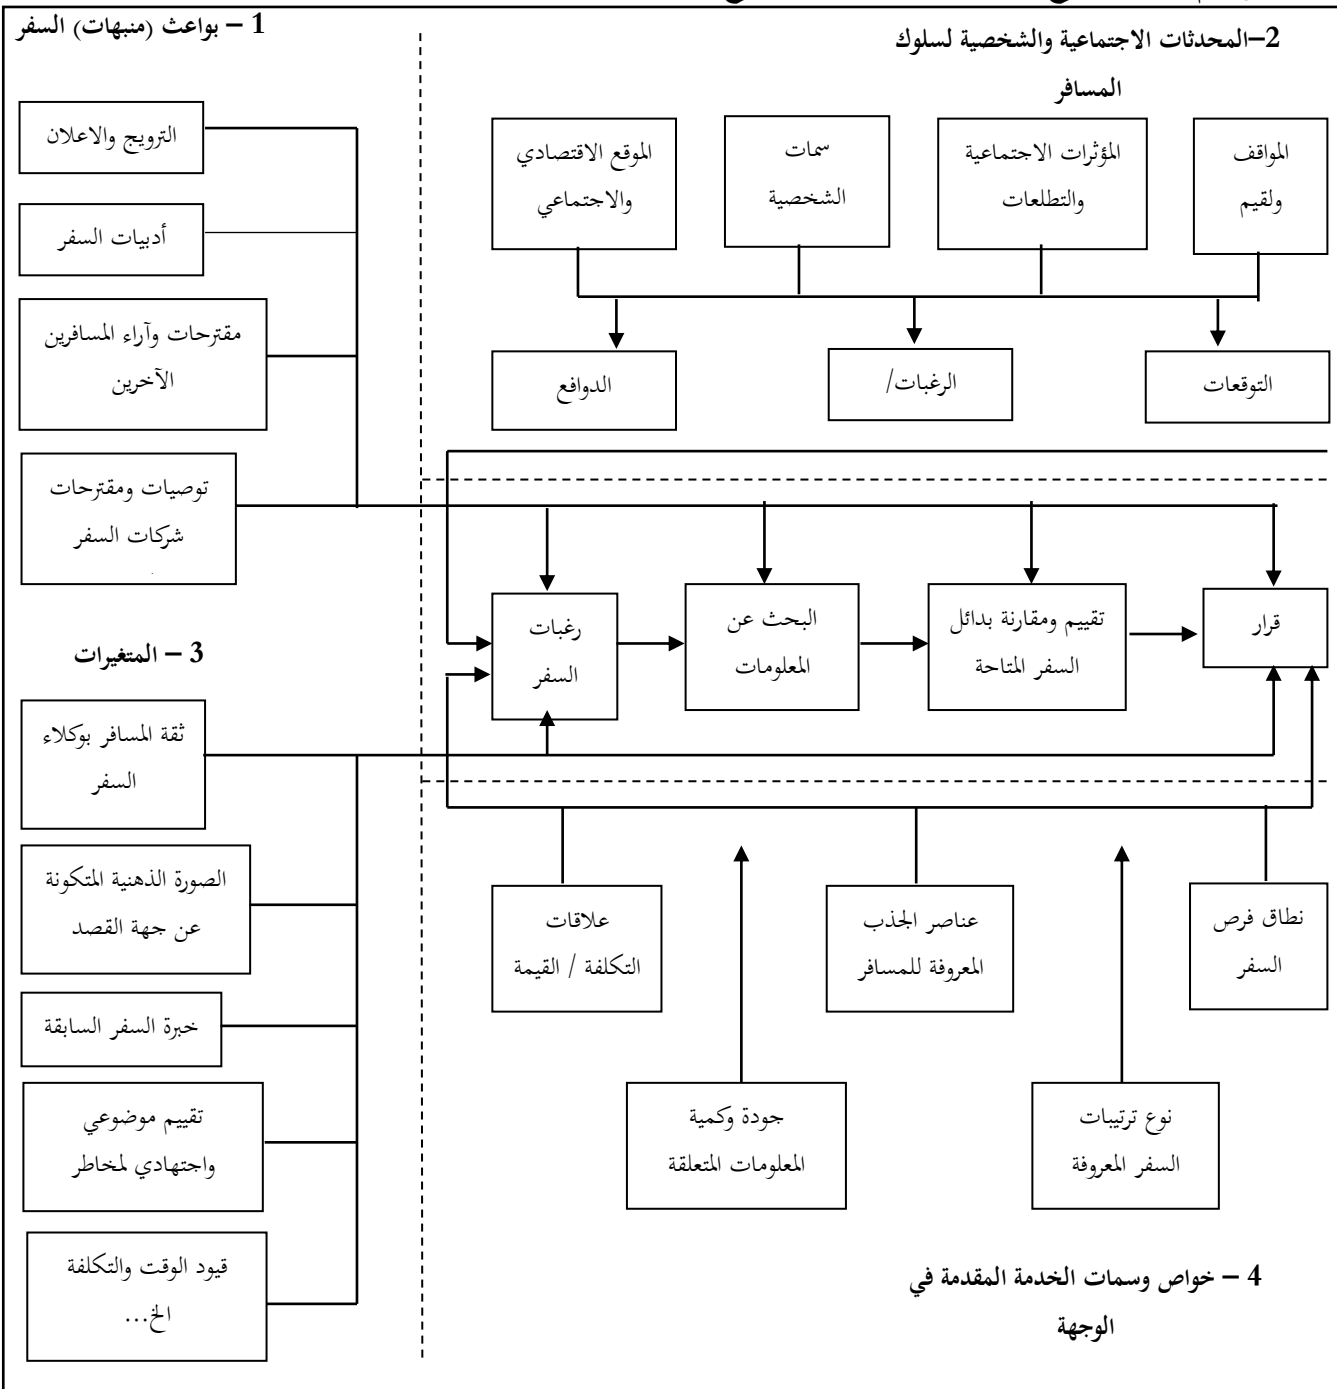 1 – بواعث (منبهات) السفر
2–المحدثات الاجتماعية والشخصية لسلوك
المسافر
الترويج والاعلان
أدبيات السفر
مقترحات وآراء المسافرين
الآخرين
توصيات ومقترحات
شركات السفر
المواقف
ولقيم
المؤثرات الاجتماعية
والتطلعات
سمات
الشخصية
الموقع الاقتصادي
والاجتماعي
التوقعات
الرغبات/
الدوافع
رغبات
السفر
البحث عن
المعلومات
تقييم ومقارنة بدائل
السفر المتاحة
قرار
3 – المتغيرات
ثقة المسافر بوكلاء
السفر
الصورة الذهنية المتكونة
عن جهة القصد
خبرة السفر السابقة
تقييم موضوعي
واجتهادي لمخاطر
قيود الوقت والتكلفة
الخ...
نطاق فرص
السفر
عناصر الجذب
المعروفة للمسافر
علاقات
التكلفة / القيمة
نوع ترتيبات
السفر المعروفة
جودة وكمية
المعلومات المتعلقة
4 – خواص وسمات الخدمة المقدمة في
الوجهة